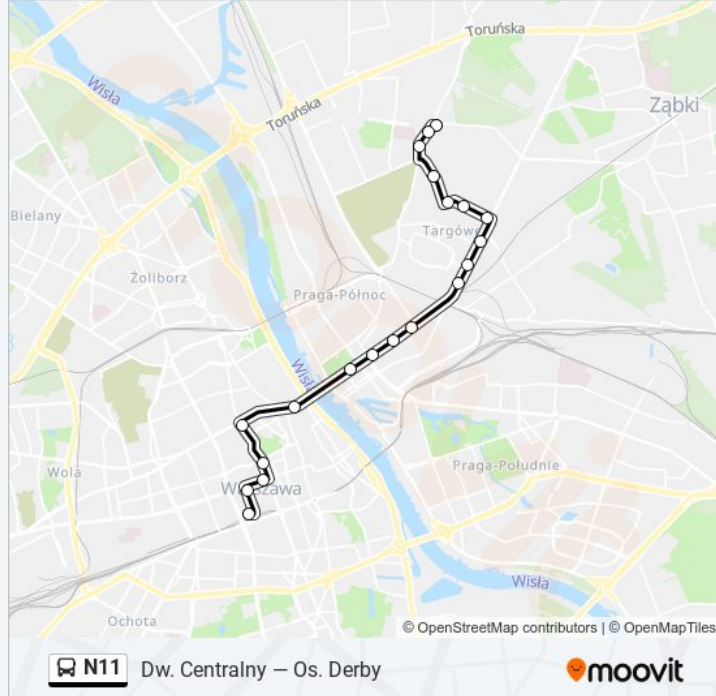 Toruńska
Wisła
Ząbki
Toruńska
Bielany
Targówek
Żoliborz
Praga-Północ
Wisła
Praga-Południe
Wola
Warszawa
Wisła
Ochota
© OpenStreetMap contributors | © OpenMapTiles
N11 Dw. Centralny — Os. Derby
moovit